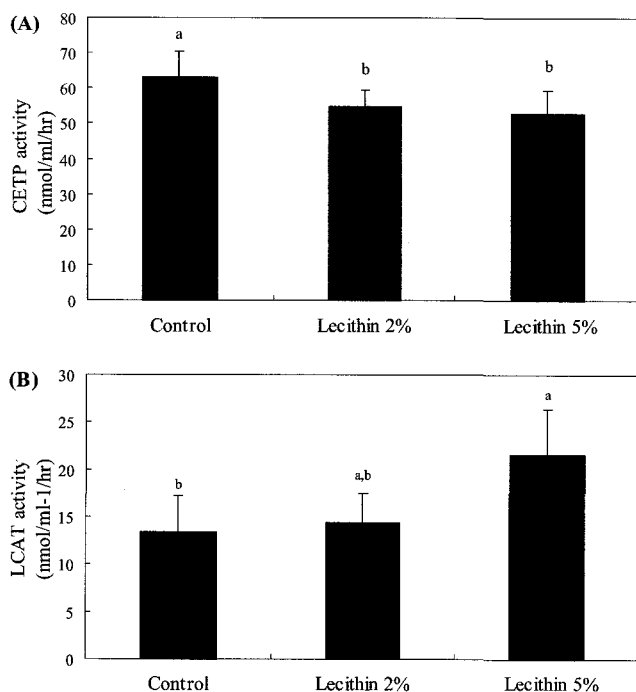 (A)
80
70
60
50
40
30
20
10
0
CETP activity
(nmol/ml/hr)
a
b
b
Control
Lecithin 2%
Lecithin 5%
(B)
30
25
20
15
10
5
0
LCAT activity
(nmol/ml-1/hr)
b
a,b
a
Control
Lecithin 2%
Lecithin 5%